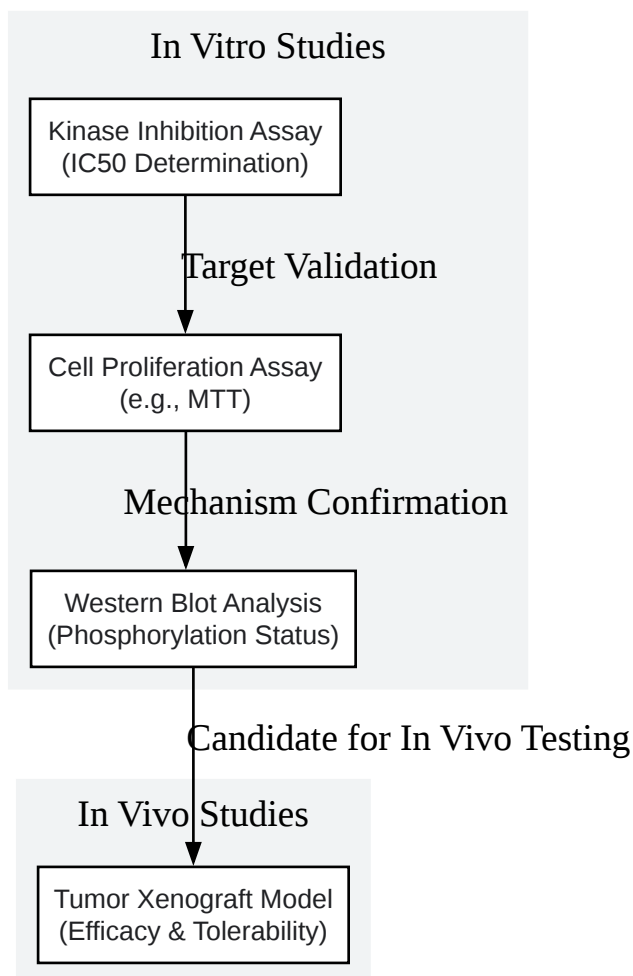 In Vitro Studies
Kinase Inhibition Assay
(IC50 Determination)
Target Validation
Cell Proliferation Assay
(e.g., MTT)
Mechanism Confirmation
Western Blot Analysis
(Phosphorylation Status)
Candidate for In Vivo Testing
In Vivo Studies
Tumor Xenograft Model
(Efficacy & Tolerability)